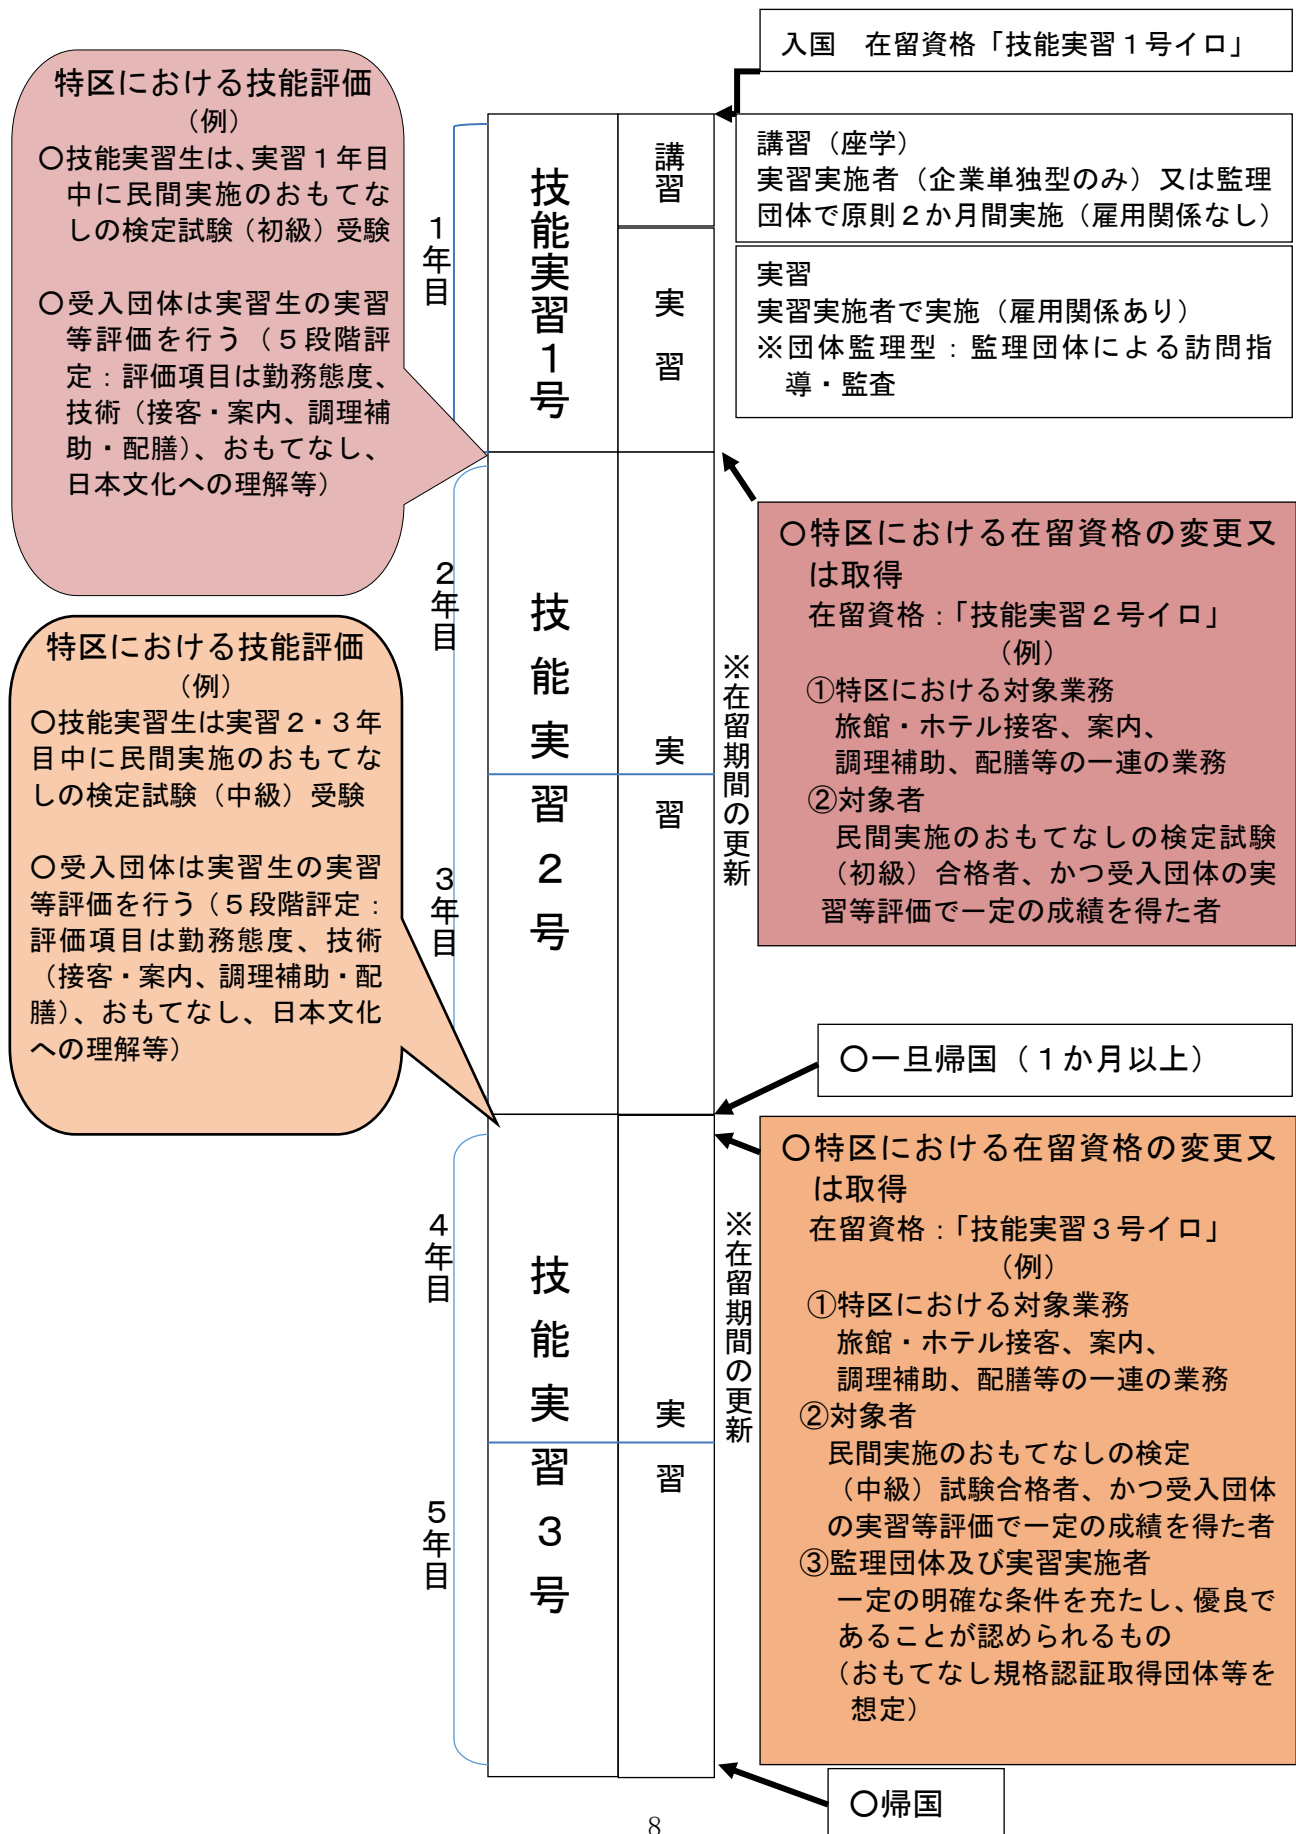 入国　在留資格「技能実習１号イロ」
特区における技能評価
（例）
〇技能実習生は、実習１年目
中に民間実施のおもてな
しの検定試験（初級）受験
〇受入団体は実習生の実習
等評価を行う（５段階評
定：評価項目は勤務態度、
技術（接客・案内、調理補
助・配膳）、おもてなし、
日本文化への理解等）
１年目
技能実習１号
講習
実習
講習（座学）
実習実施者（企業単独型のみ）又は監理
団体で原則２か月間実施（雇用関係なし）
実習
実習実施者で実施（雇用関係あり）
※団体監理型：監理団体による訪問指
導・監査
〇特区における在留資格の変更又
は取得
在留資格：「技能実習２号イロ」
（例）
①特区における対象業務
旅館・ホテル接客、案内、
調理補助、配膳等の一連の業務
②対象者
民間実施のおもてなしの検定試験
（初級）合格者、かつ受入団体の実
習等評価で一定の成績を得た者
２年目
３年目
技能実習２号
実習
※在留期間の更新
特区における技能評価
（例）
〇技能実習生は実習２・３年
目中に民間実施のおもてな
しの検定試験（中級）受験
〇受入団体は実習生の実習
等評価を行う（５段階評定：
評価項目は勤務態度、技術
（接客・案内、調理補助・配
膳）、おもてなし、日本文化
への理解等）
〇一旦帰国（１か月以上）
〇特区における在留資格の変更又
は取得
在留資格：「技能実習３号イロ」
（例）
①特区における対象業務
旅館・ホテル接客、案内、
調理補助、配膳等の一連の業務
②対象者
民間実施のおもてなしの検定
（中級）試験合格者、かつ受入団体
の実習等評価で一定の成績を得た者
③監理団体及び実習実施者
一定の明確な条件を充たし、優良で
あることが認められるもの
（おもてなし規格認証取得団体等を
想定）
４年目
５年目
技能実習３号
実習
※在留期間の更新
〇帰国
8